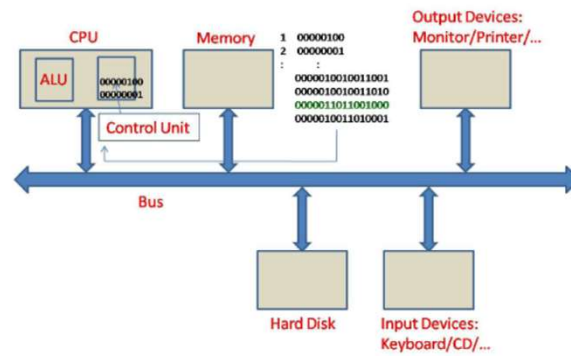 CPU
Memory
1 00000100
2 00000001
: :
0000010010011001
0000010010011010
0000011011001000
0000010011010001
Output Devices:
Monitor/Printer/...
ALU
00000100
00000001
Control Unit
Bus
Hard Disk
Input Devices:
Keyboard/CD/...